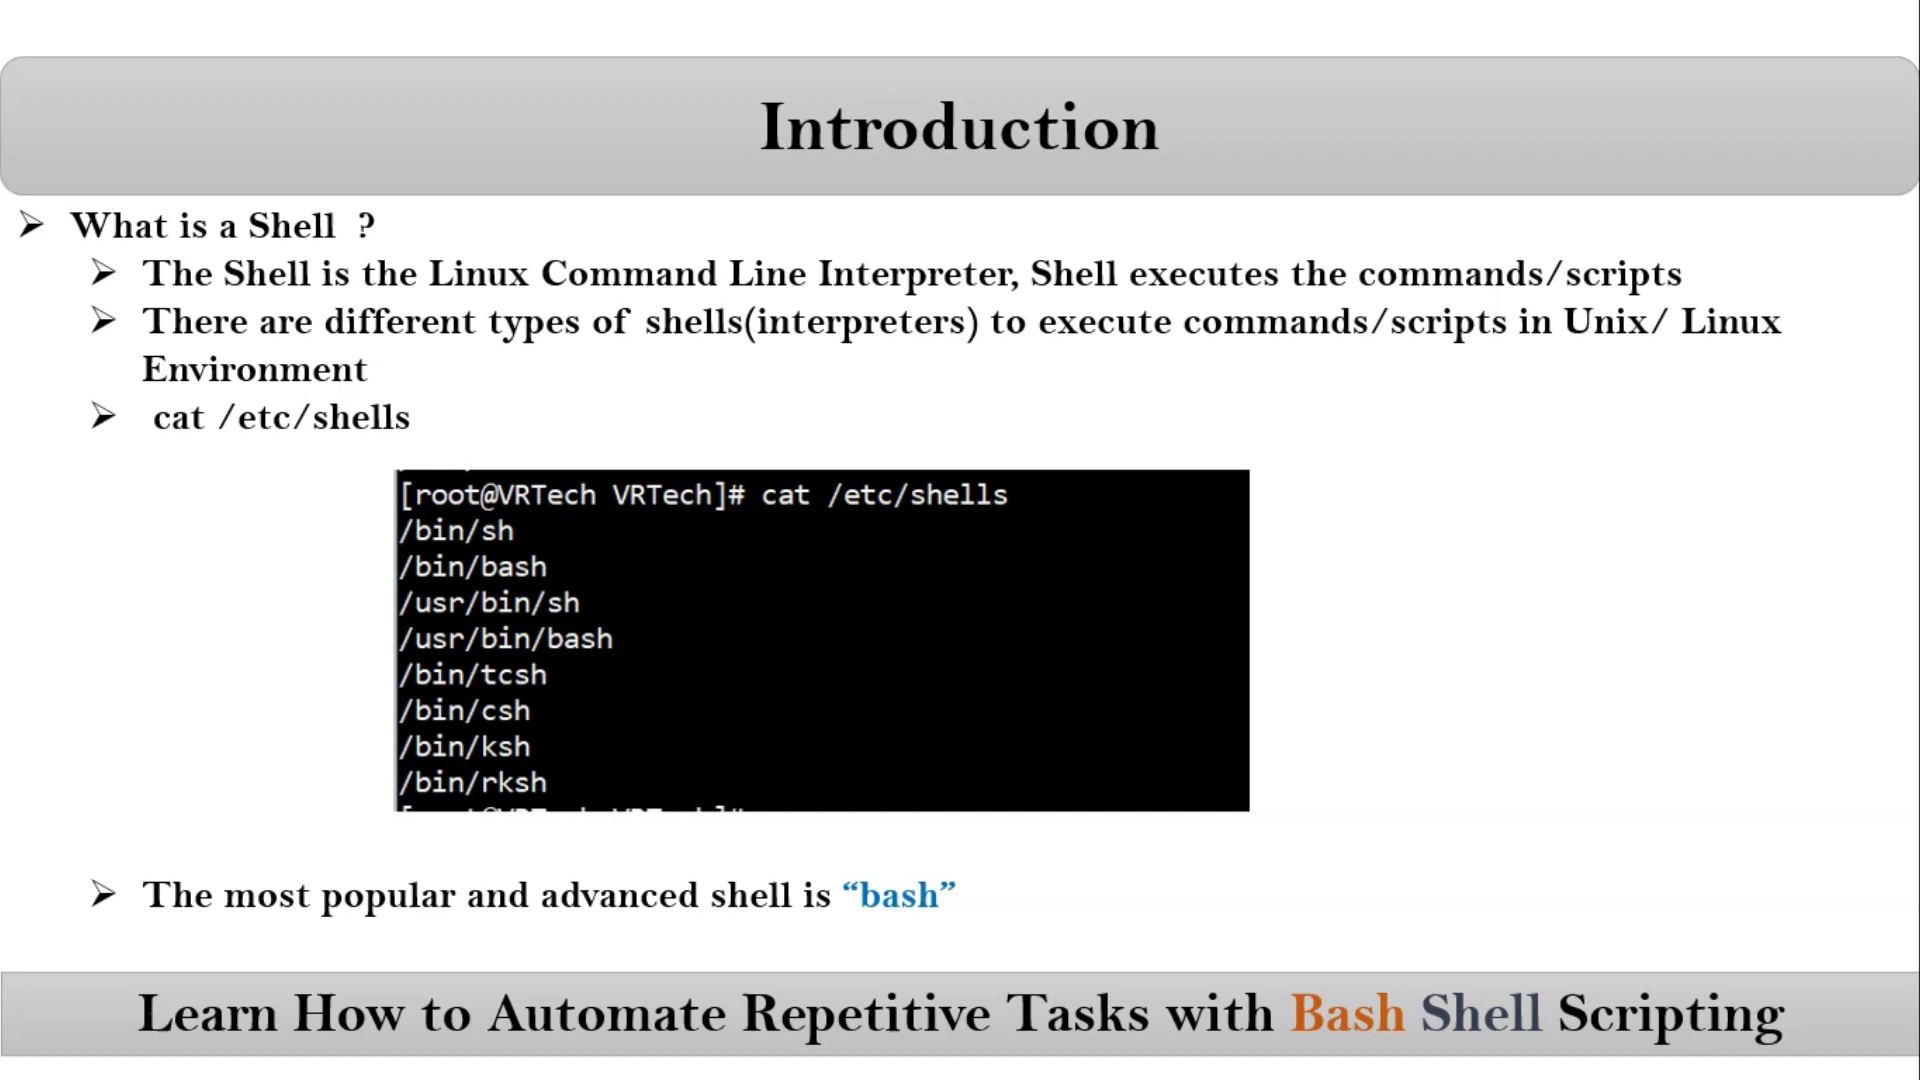 Introduction
What is a Shell ?
The Shell is the Linux Command Line Interpreter, Shell executes the commands/scripts
There are different types of shells(interpreters) to execute commands/scripts in Unix/ Linux
Environment
cat /etc/shells
[root@VRTech VRTech]# cat /etc/shells
/bin/sh
/bin/bash
/usr/bin/sh
/usr/bin/bash
/bin/tcsh
/bin/csh
/bin/ksh
/bin/rksh
The most popular and advanced shell is “bash”
Learn How to Automate Repetitive Tasks with Bash Shell Scripting